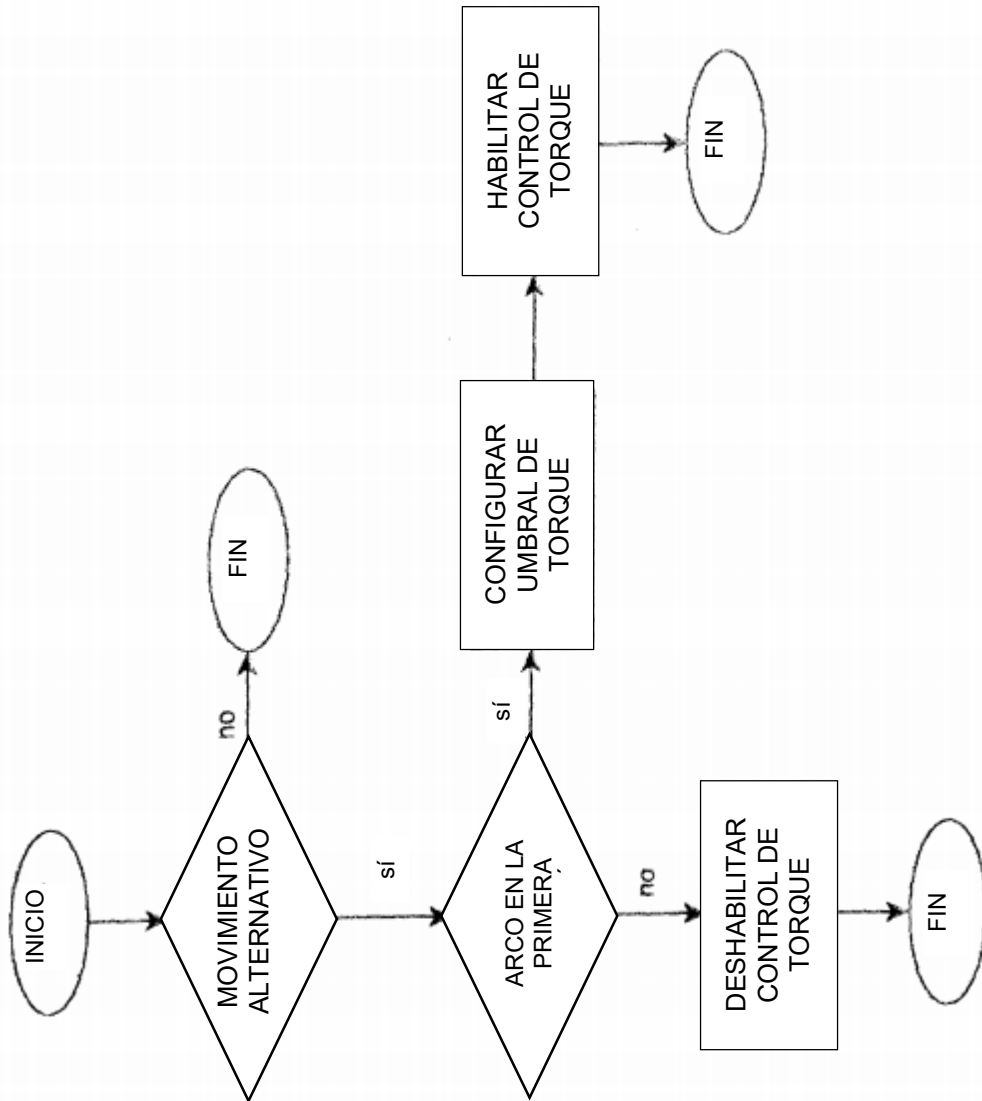 INICIO
MOVIMIENTO
ALTERNATIVO
no
FIN
sí
ARCO EN LA
PRIMERA
sí
CONFIGURAR
UMBRAL DE
TORQUE
HABILITAR
CONTROL DE
TORQUE
FIN
no
DESHABILITAR
CONTROL DE
TORQUE
FIN